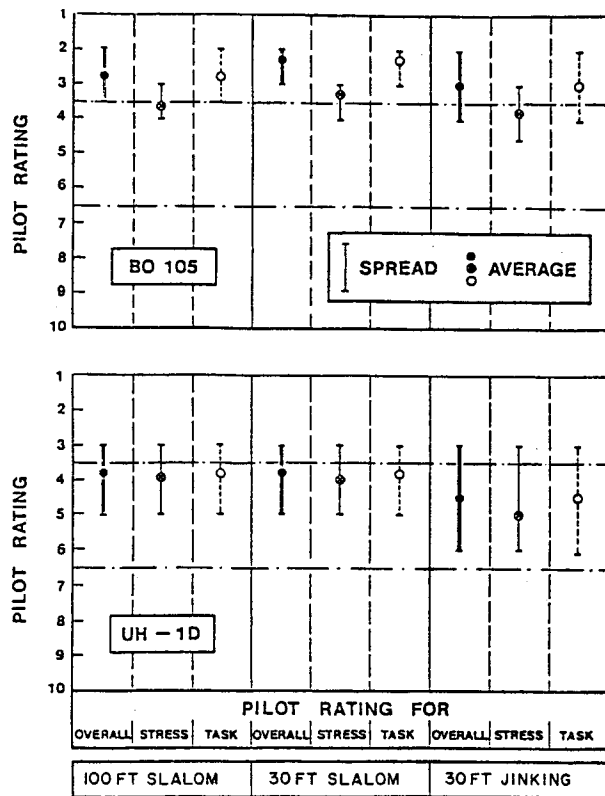 PILOT RATING
1
2
3
4
5
6
7
8
9
10
BO 105
SPREAD
AVERAGE
PILOT RATING
1
2
3
4
5
6
7
8
9
10
UH – 1D
PILOT RATING FOR
OVERALL STRESS TASK OVERALL STRESS TASK OVERALL STRESS TASK
100 FT SLALOM 30 FT SLALOM 30 FT JINKING